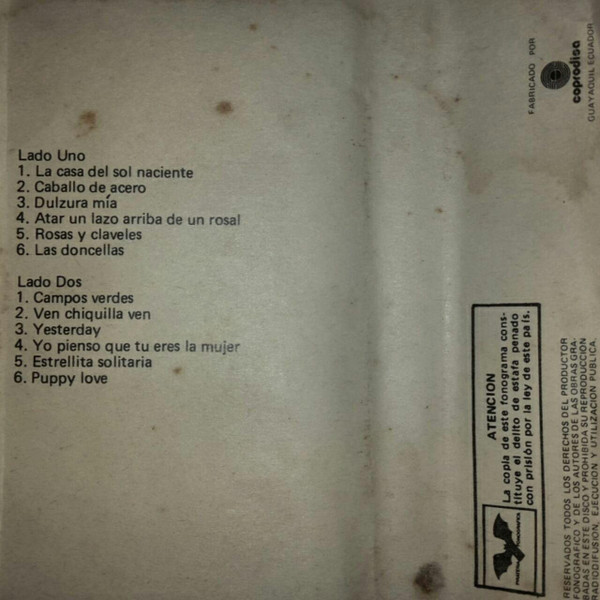 Lado Uno
1. La casa del sol naciente
2. Caballo de acero
3. Dulzura mía
4. Atar un lazo arriba de un rosal
5. Rosas y claveles
6. Las doncellas
Lado Dos
1. Campos verdes
2. Ven chiquilla ven
3. Yesterday
4. Yo pienso que tu eres la mujer
5. Estrellita solitaria
6. Puppy love
FABRICADO POR
coprodisa
GUAYAQUIL ECUADOR
ATENCION
La copia de este fonograma cons-
tituye el delito de estafa penado
con prisión por la ley de este país.
RESERVADOS TODOS LOS DERECHOS DEL PRODUCTOR
FONOGRAFICO Y DE LOS AUTORES DE LAS OBRAS GRA-
BADAS EN ESTE DISCO Y PROHIBIDA SU REPRODUCCION
RADIODIFUSION, EJECUCION Y UTILIZACION PUBLICA.